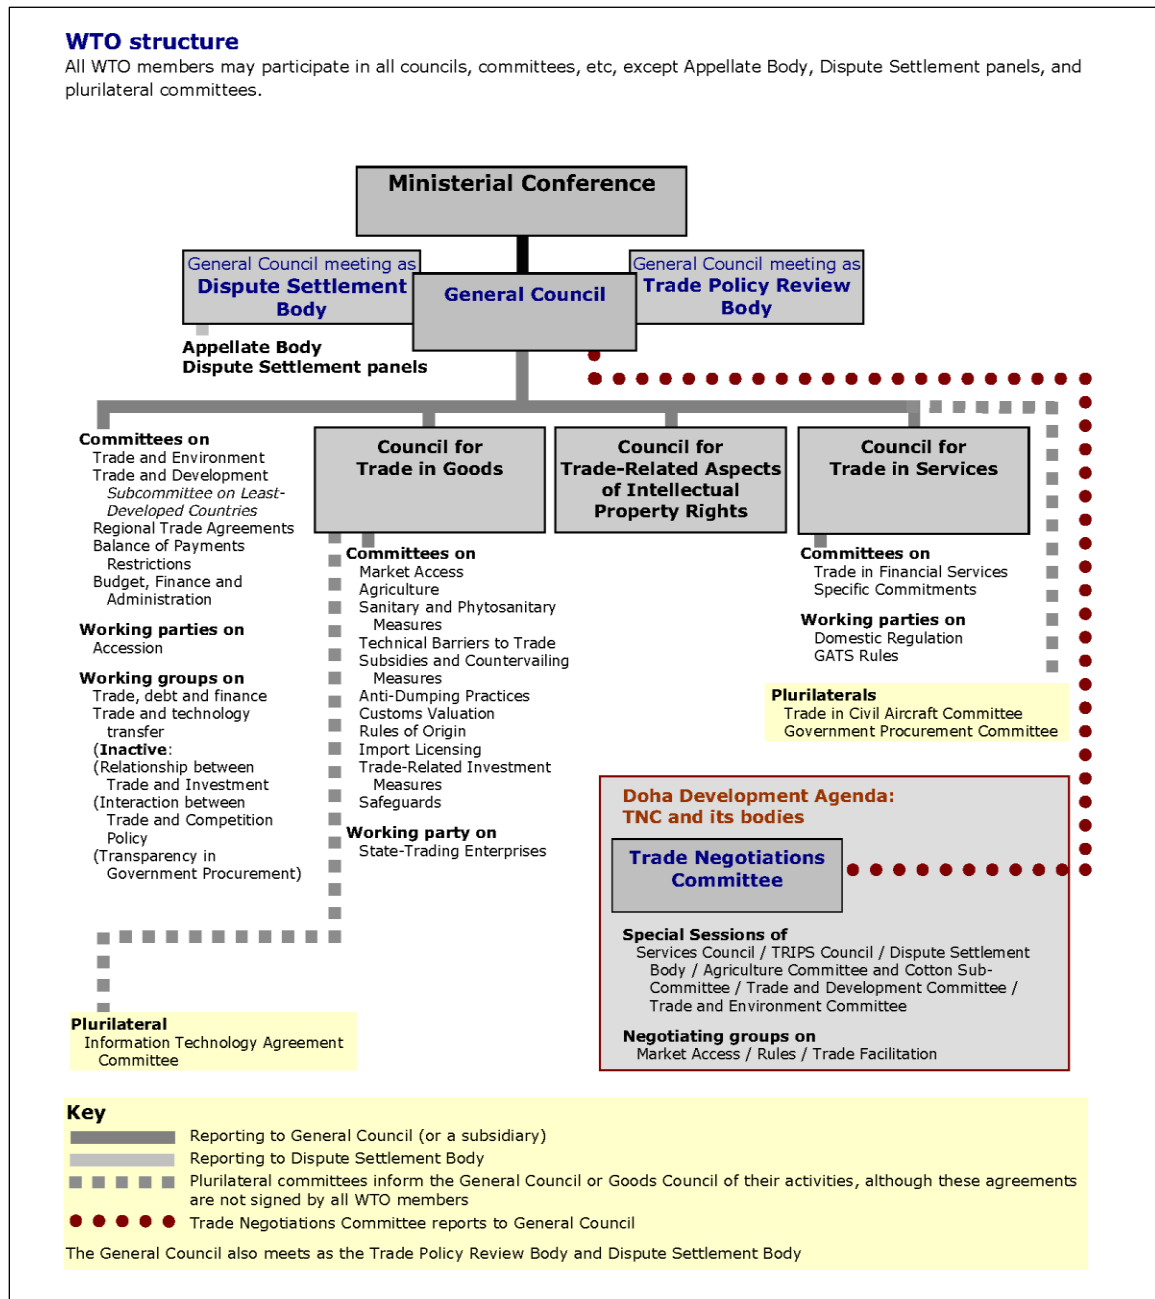 WTO structure
All WTO members may participate in all councils, committees, etc, except Appellate Body, Dispute Settlement panels, and
plurilateral committees.
Ministerial Conference
General Council meeting as
Dispute Settlement
Body
General Council
General Council meeting as
Trade Policy Review
Body
Appellate Body
Dispute Settlement panels
Committees on
Trade and Environment
Trade and Development
Subcommittee on Least-
Developed Countries
Regional Trade Agreements
Balance of Payments
Restrictions
Budget, Finance and
Administration
Working parties on
Accession
Working groups on
Trade, debt and finance
Trade and technology
transfer
(Inactive:
(Relationship between
Trade and Investment
(Interaction between
Trade and Competition
Policy
(Transparency in
Government Procurement)
Council for
Trade in Goods
Committees on
Market Access
Agriculture
Sanitary and Phytosanitary
Measures
Technical Barriers to Trade
Subsidies and Countervailing
Measures
Anti-Dumping Practices
Customs Valuation
Rules of Origin
Import Licensing
Trade-Related Investment
Measures
Safeguards
Working party on
State-Trading Enterprises
Council for
Trade-Related Aspects
of Intellectual
Property Rights
Council for
Trade in Services
Committees on
Trade in Financial Services
Specific Commitments
Working parties on
Domestic Regulation
GATS Rules
Plurilaterals
Trade in Civil Aircraft Committee
Government Procurement Committee
Doha Development Agenda:
TNC and its bodies
Trade Negotiations
Committee
Special Sessions of
Services Council / TRIPS Council / Dispute Settlement
Body / Agriculture Committee and Cotton Sub-
Committee / Trade and Development Committee /
Trade and Environment Committee
Negotiating groups on
Market Access / Rules / Trade Facilitation
Plurilateral
Information Technology Agreement
Committee
Key
Reporting to General Council (or a subsidiary)
Reporting to Dispute Settlement Body
Plurilateral committees inform the General Council or Goods Council of their activities, although these agreements
are not signed by all WTO members
Trade Negotiations Committee reports to General Council
The General Council also meets as the Trade Policy Review Body and Dispute Settlement Body